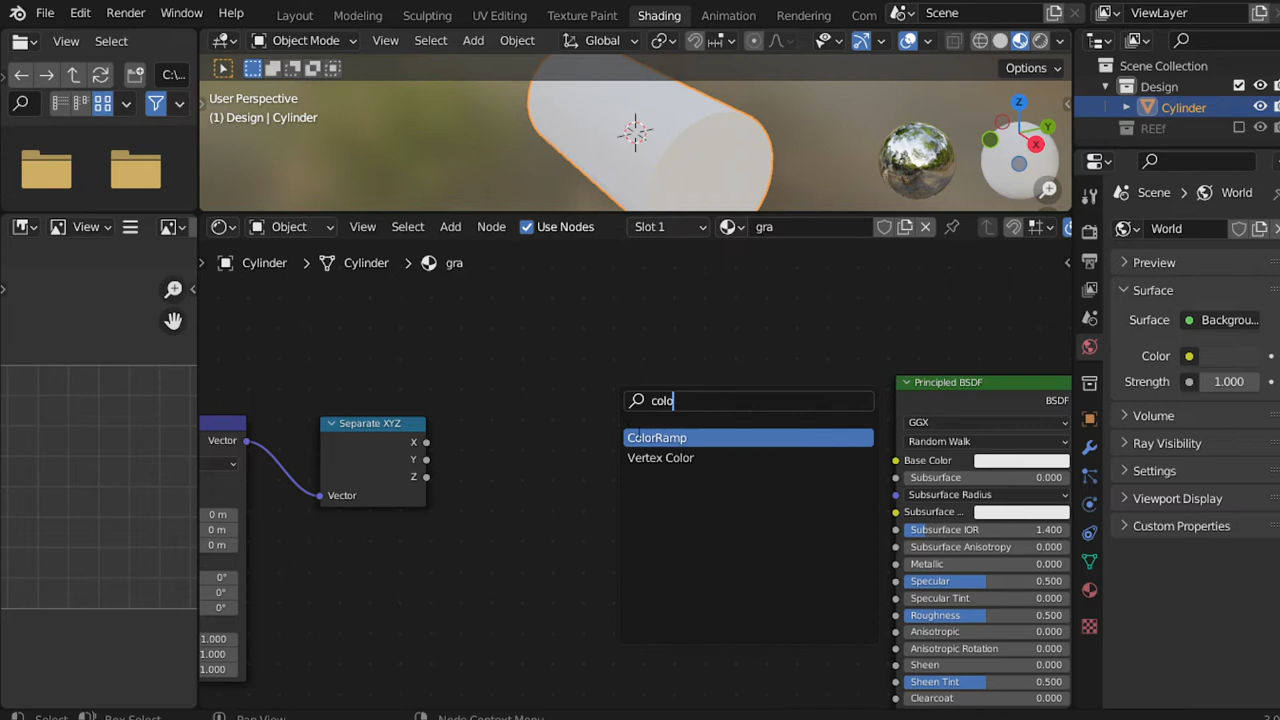 File Edit Render Window Help Layout Modeling Sculpting UV Editing Texture Paint Shading Animation Rendering Com Scene ViewLayer
View Select Object Mode View Select Add Object Global
C:\...
Options
User Perspective
(1) Design | Cylinder
X
Y
Z
Scene Collection
Design
Cylinder
REEf
Scene World
World
Preview
Surface
Surface Backgrou...
Color
Strength 1.000
Volume
Ray Visibility
Settings
Viewport Display
Custom Properties
View
Object View Select Add Node Use Nodes Slot 1 gra
Cylinder > Cylinder > gra
Vector
0 m
0 m
0 m
0°
0°
0°
1.000
1.000
1.000
Separate XYZ
X
Y
Z
Vector
colo
ColorRamp
Vertex Color
Principled BSDF
BSDF
GGX
Random Walk
Base Color
Subsurface 0.000
Subsurface Radius
Subsurface ...
Subsurface IOR 1.400
Subsurface Anisotropy 0.000
Metallic 0.000
Specular 0.500
Specular Tint 0.000
Roughness 0.500
Anisotropic 0.000
Anisotropic Rotation 0.000
Sheen 0.000
Sheen Tint 0.500
Clearcoat 0.000